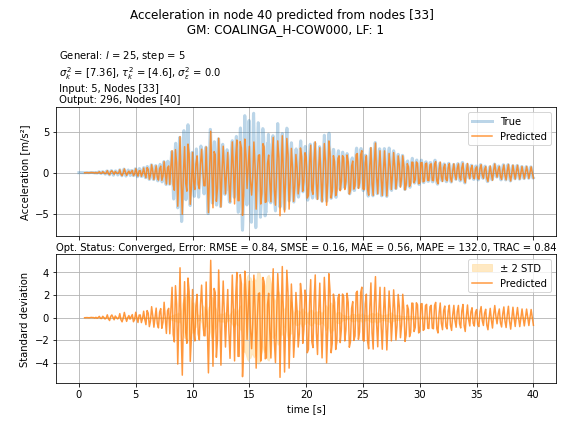 Acceleration in node 40 predicted from nodes [33]
GM: COALINGA_H-COW000, LF: 1
General: l = 25, step = 5
σ²ₖ = [7.36], τ²ₖ = [4.6], σ²ε = 0.0
Input: 5, Nodes [33]
Output: 296, Nodes [40]
True
Predicted
5
0
−5
Acceleration [m/s²]
Opt. Status: Converged, Error: RMSE = 0.84, SMSE = 0.16, MAE = 0.56, MAPE = 132.0, TRAC = 0.84
± 2 STD
Predicted
4
2
0
−2
−4
Standard deviation
0 5 10 15 20 25 30 35 40
time [s]